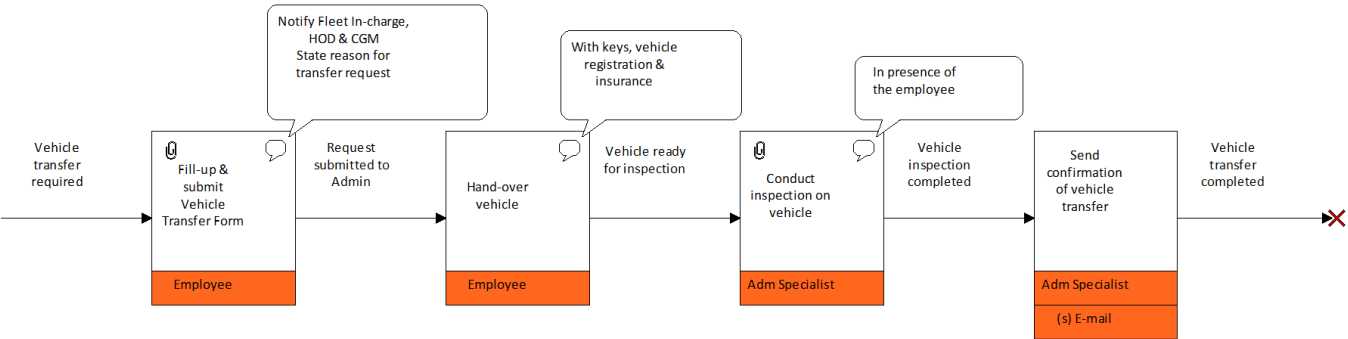 Notify Fleet In-charge,
HOD & CGM
State reason for
transfer request
With keys, vehicle
registration &
insurance
In presence of
the employee
Vehicle
transfer
required
Fill-up &
submit
Vehicle
Transfer Form
Employee
Request
submitted to
Admin
Hand-over
vehicle
Employee
Vehicle ready
for inspection
Conduct
inspection on
vehicle
Adm Specialist
Vehicle
inspection
completed
Send
confirmation
of vehicle
transfer
Adm Specialist
(s) E-mail
Vehicle
transfer
completed